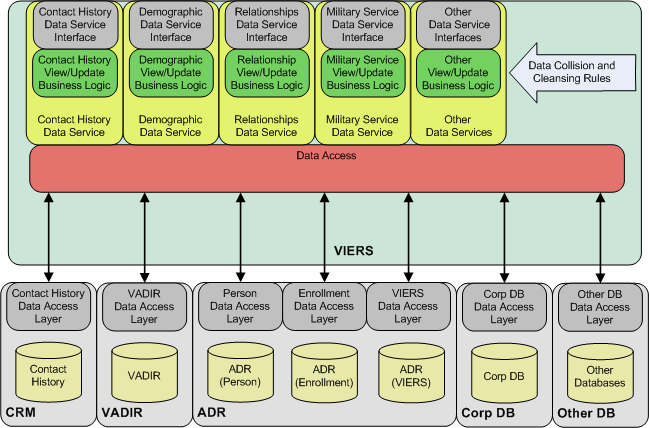 Contact History
Data Service
Interface
Demographic
Data Service
Interface
Relationships
Data Service
Interface
Military Service
Data Service
Interface
Other
Data Service
Interfaces
Contact History
View/Update
Business Logic
Demographic
View/Update
Business Logic
Relationship
View/Update
Business Logic
Military Service
View/Update
Business Logic
Other
View/Update
Business Logic
Data Collision and
Cleansing Rules
Contact History
Data Service
Demographic
Data Service
Relationships
Data Service
Military Service
Data Service
Other
Data Services
Data Access
VIERS
Contact History
Data Access
Layer
VADIR
Data Access
Layer
Person
Data Access
Layer
Enrollment
Data Access
Layer
VIERS
Data Access
Layer
Corp DB
Data Access
Layer
Other DB
Data Access
Layer
Contact
History
VADIR
ADR
(Person)
ADR
(Enrollment)
ADR
(VIERS)
Corp DB
Other
Databases
CRM
VADIR
ADR
Corp DB
Other DB